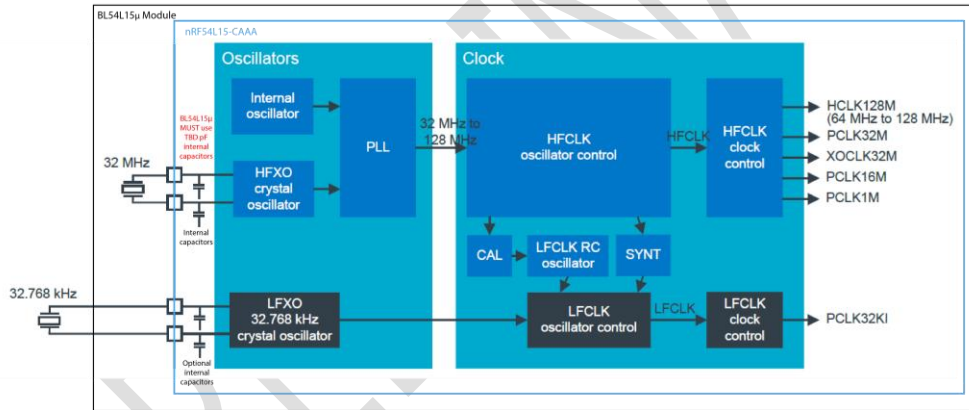 BL54L15µ Module
nRF54L15-CAAA
Oscillators
Clock
Internal
oscillator
BL54L15µ
MUST use
TBD pF
internal
capacitors
PLL
32 MHz to
128 MHz
HFCLK
oscillator control
HFCLK
HFCLK
clock
control
HCLK128M
(64 MHz to 128 MHz)
PCLK32M
XOCLK32M
PCLK16M
PCLK1M
32 MHz
HFXO
crystal
oscillator
Internal
capacitors
CAL
LFCLK RC
oscillator
SYNT
32.768 kHz
LFXO
32.768 kHz
crystal oscillator
LFCLK
oscillator control
LFCLK
LFCLK
clock
control
PCLK32KI
Optional
internal
capacitors